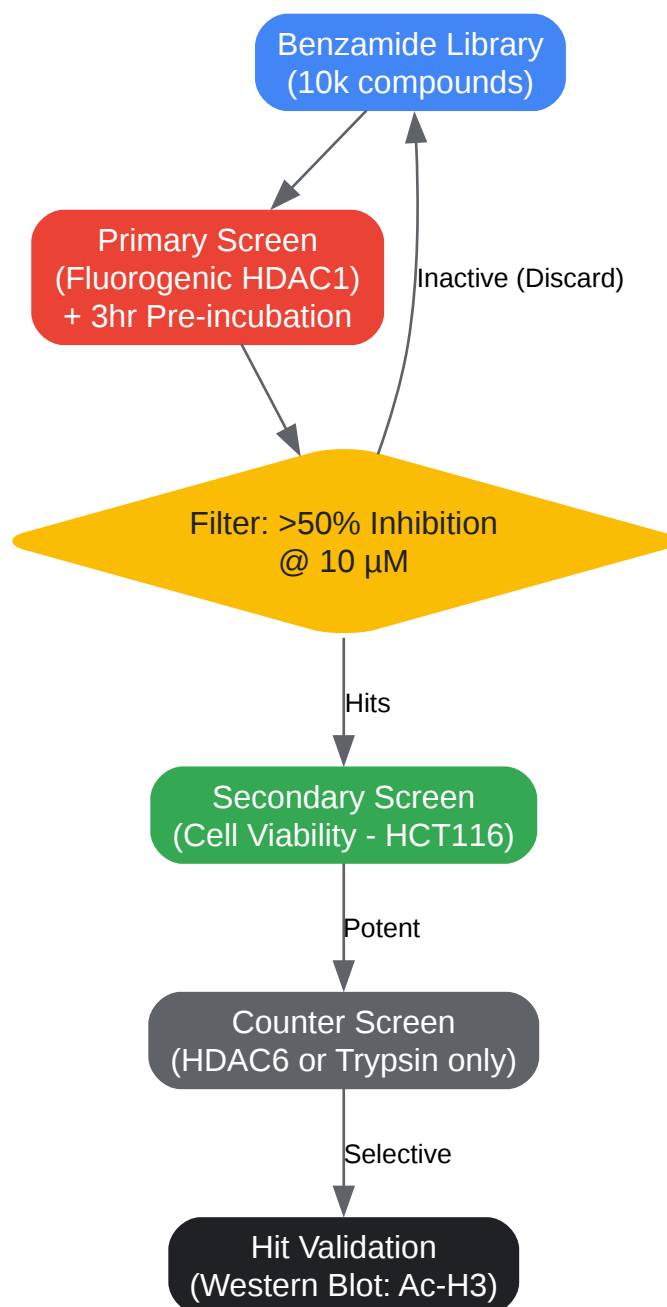 Benzamide Library
(10k compounds)
Primary Screen
(Fluorogenic HDAC1)
+ 3hr Pre-incubation
Inactive (Discard)
Filter: >50% Inhibition
@ 10 µM
Hits
Secondary Screen
(Cell Viability - HCT116)
Potent
Counter Screen
(HDAC6 or Trypsin only)
Selective
Hit Validation
(Western Blot: Ac-H3)